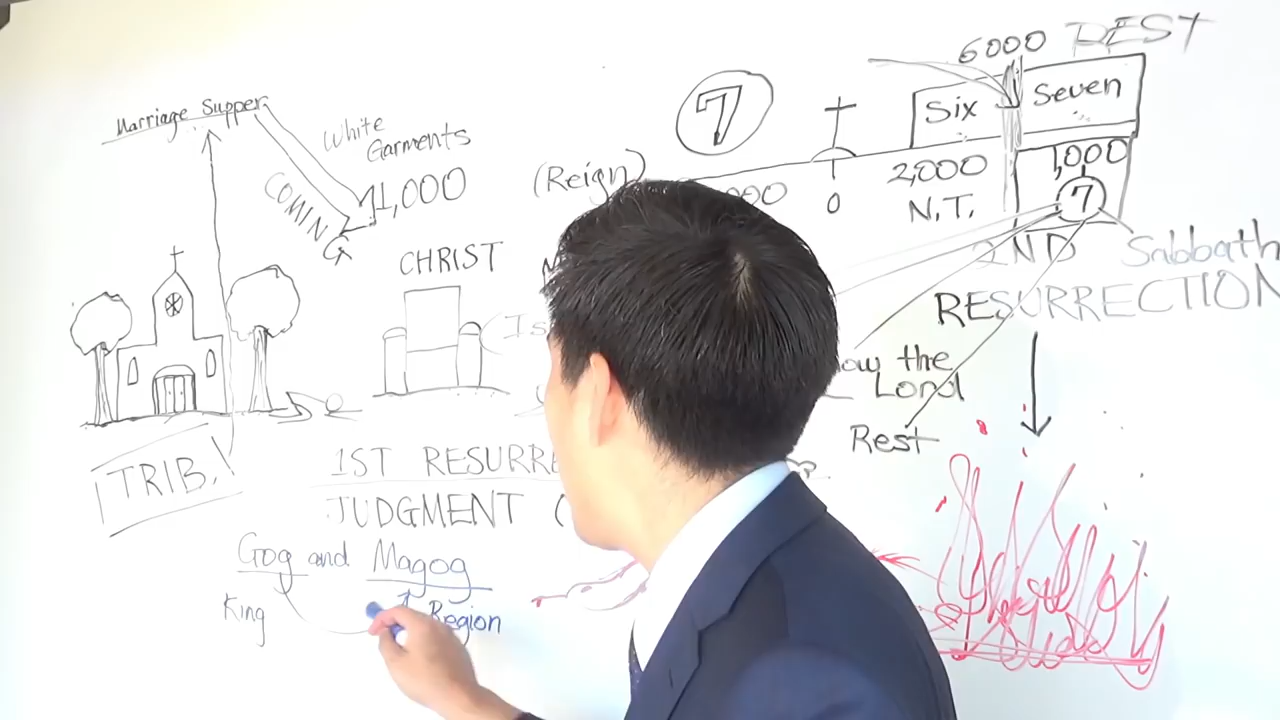 6000 REST
Marriage Supper
White
Garments
COMING
1,000
(Reign)
7
Six
Seven
0
2,000
N.T.
1,000
7
2ND
Sabbath
RESURRECTION
CHRIST
the
Lord
Rest
TRIB!
1ST
JUDGMENT (
Gog and Magog
King
Region